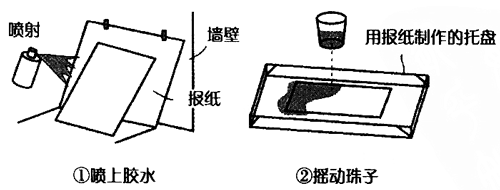 喷射
墙壁
报纸
①喷上胶水
用报纸制作的托盘
②摇动珠子